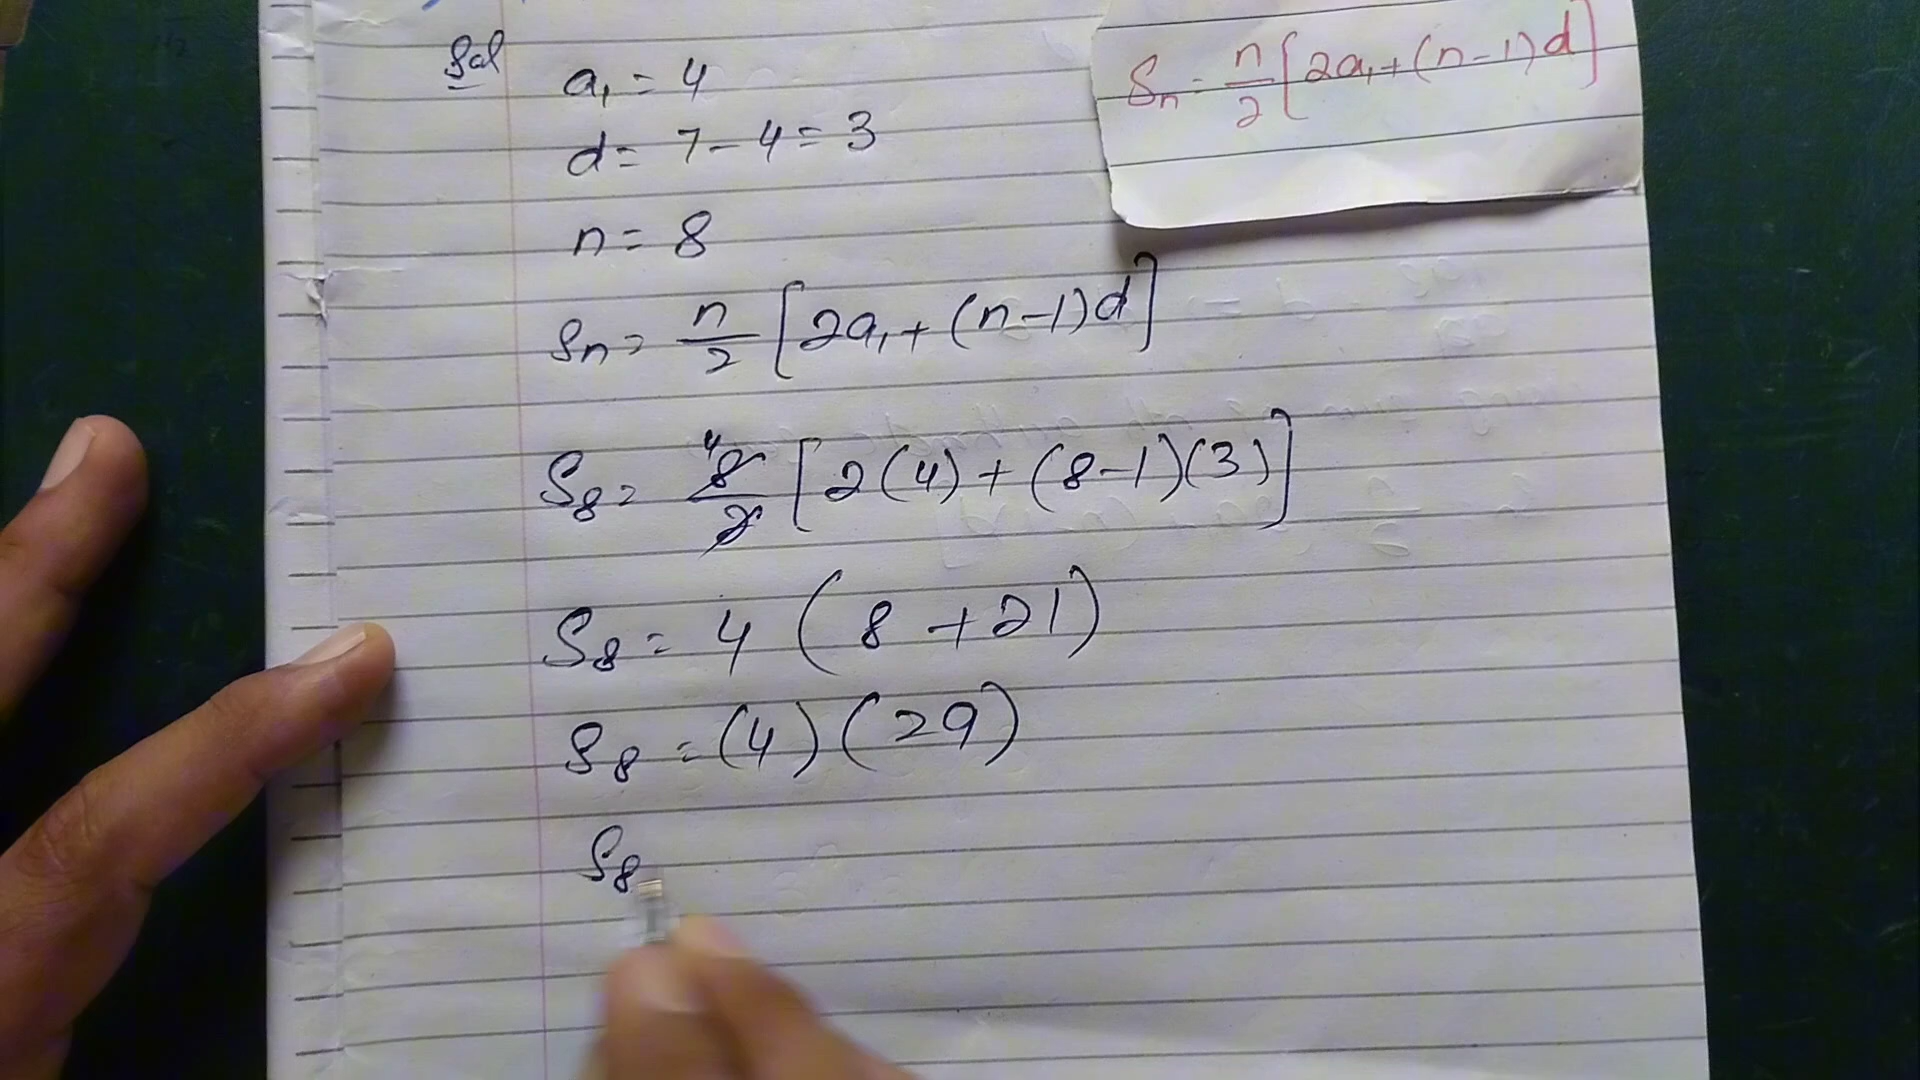 Sol
a₁ = 4
Sₙ = n/2 [2a₁ + (n-1)d]
d = 7 - 4 = 3
n = 8
Sₙ = n/2 [2a₁ + (n-1)d]
S₈ = 8/2 4 [2(4) + (8-1)(3)]
S₈ = 4 (8 + 21)
S₈ = (4) (29)
S₈